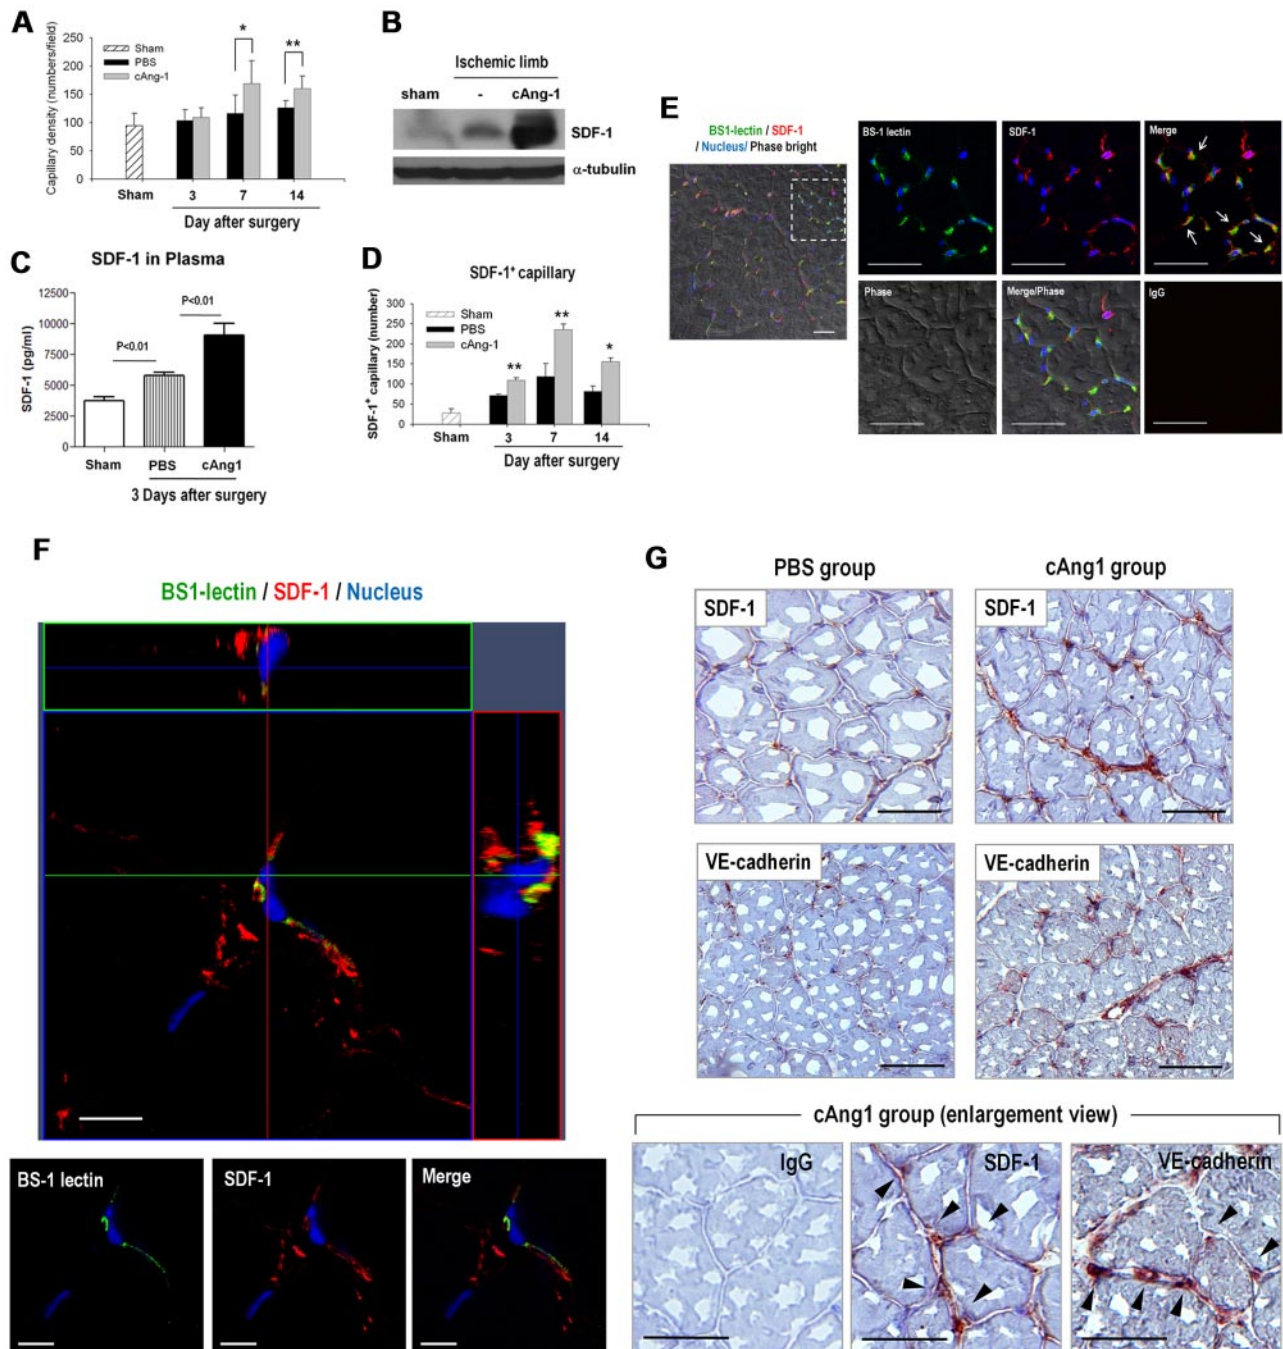 A
Capillary density (numbers/field)
250
200
150
100
50
0
Sham
PBS
cAng-1
*
**
Sham
3
7
14
Day after surgery
B
Ischemic limb
sham
-
cAng-1
SDF-1
α-tubulin
C
SDF-1 in Plasma
SDF-1 (pg/ml)
12500
10000
7500
5000
2500
0
P<0.01
P<0.01
Sham
PBS
cAng1
3 Days after surgery
D
SDF-1⁺ capillary
SDF-1⁺ capillary (number)
300
250
200
150
100
50
0
Sham
PBS
cAng-1
**
**
*
Sham
3
7
14
Day after surgery
E
BS1-lectin / SDF-1
/ Nucleus/ Phase bright
BS-1 lectin
SDF-1
Merge
Phase
Merge/Phase
IgG
F
BS1-lectin / SDF-1 / Nucleus
BS-1 lectin
SDF-1
Merge
G
PBS group
cAng1 group
SDF-1
SDF-1
VE-cadherin
VE-cadherin
cAng1 group (enlargement view)
IgG
SDF-1
VE-cadherin